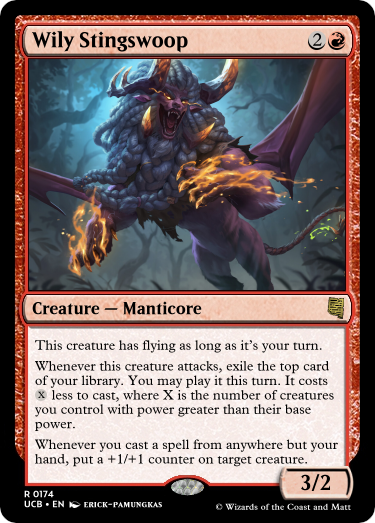 Wily Stingswoop 2
Creature — Manticore
This creature has flying as long as it's your turn.
Whenever this creature attacks, exile the top card
of your library. You may play it this turn. It costs
X less to cast, where X is the number of creatures
you control with power greater than their base
power.
Whenever you cast a spell from anywhere but your
hand, put a +1/+1 counter on target creature.
3/2
R 0174
UCB • EN ERICK-PAMUNGKAS
© Wizards of the Coast and Matt